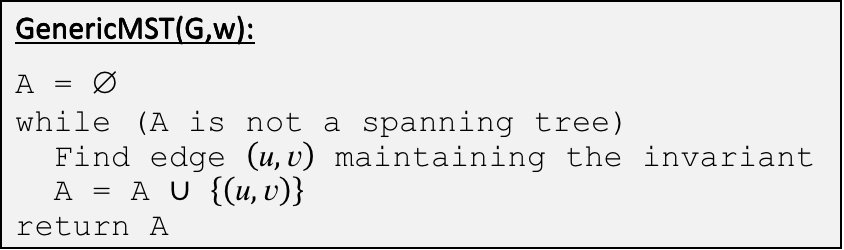 GenericMST(G,w):
A = ∅
while (A is not a spanning tree)
Find edge (u, v) maintaining the invariant
A = A ∪ {(u, v)}
return A